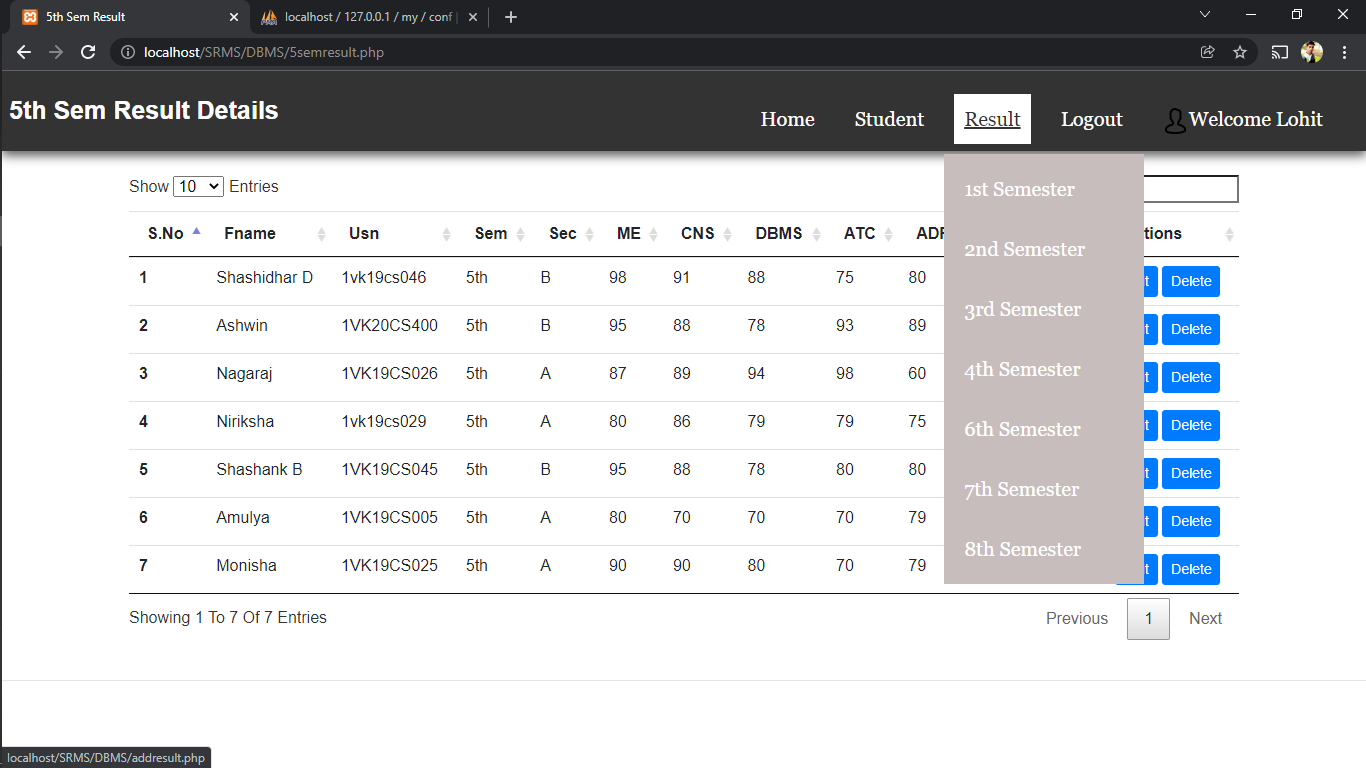 5th Sem Result
localhost / 127.0.0.1 / my / conf
localhost/SRMS/DBMS/5semresult.php
5th Sem Result Details
Home Student Result Logout Welcome Lohit
Show 10 Entries
S.No Fname Usn Sem Sec ME CNS DBMS ATC
1 Shashidhar D 1vk19cs046 5th B 98 91 88 75 80 Delete
2 Ashwin 1VK20CS400 5th B 95 88 78 93 89 Delete
3 Nagaraj 1VK19CS026 5th A 87 89 94 98 60 Delete
4 Niriksha 1vk19cs029 5th A 80 86 79 79 75 Delete
5 Shashank B 1VK19CS045 5th B 95 88 78 80 80 Delete
6 Amulya 1VK19CS005 5th A 80 70 70 70 79 Delete
7 Monisha 1VK19CS025 5th A 90 90 80 70 79 Delete
1st Semester
2nd Semester
3rd Semester
4th Semester
6th Semester
7th Semester
8th Semester
Showing 1 To 7 Of 7 Entries
Previous 1 Next
localhost/SRMS/DBMS/addresult.php